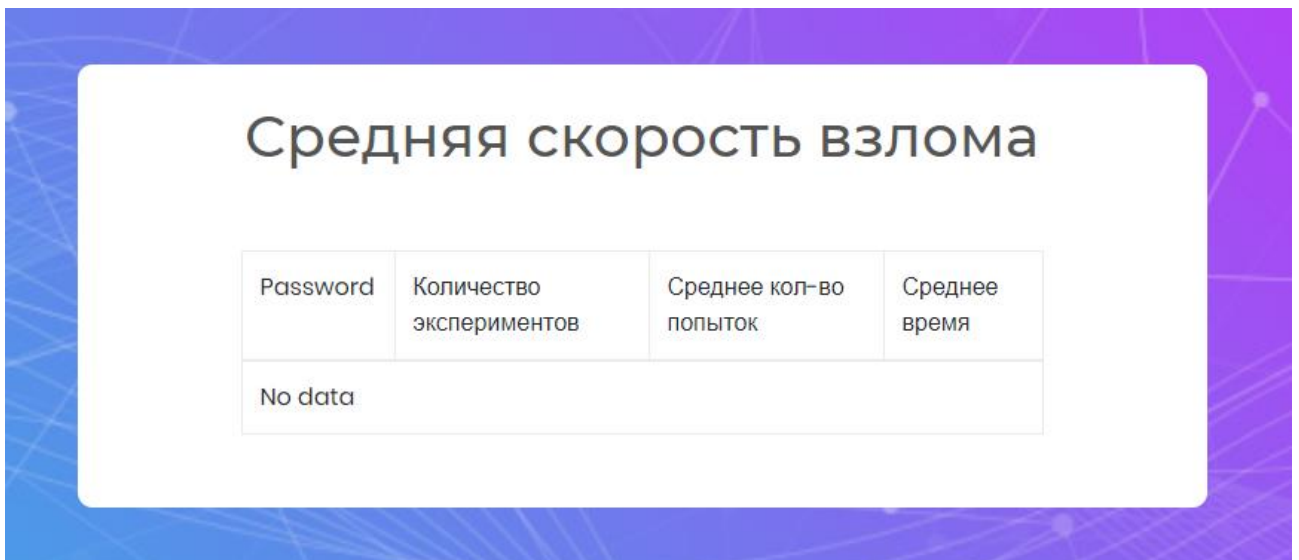 Средняя скорость взлома
Password Количество экспериментов Среднее кол-во попыток Среднее время
No data